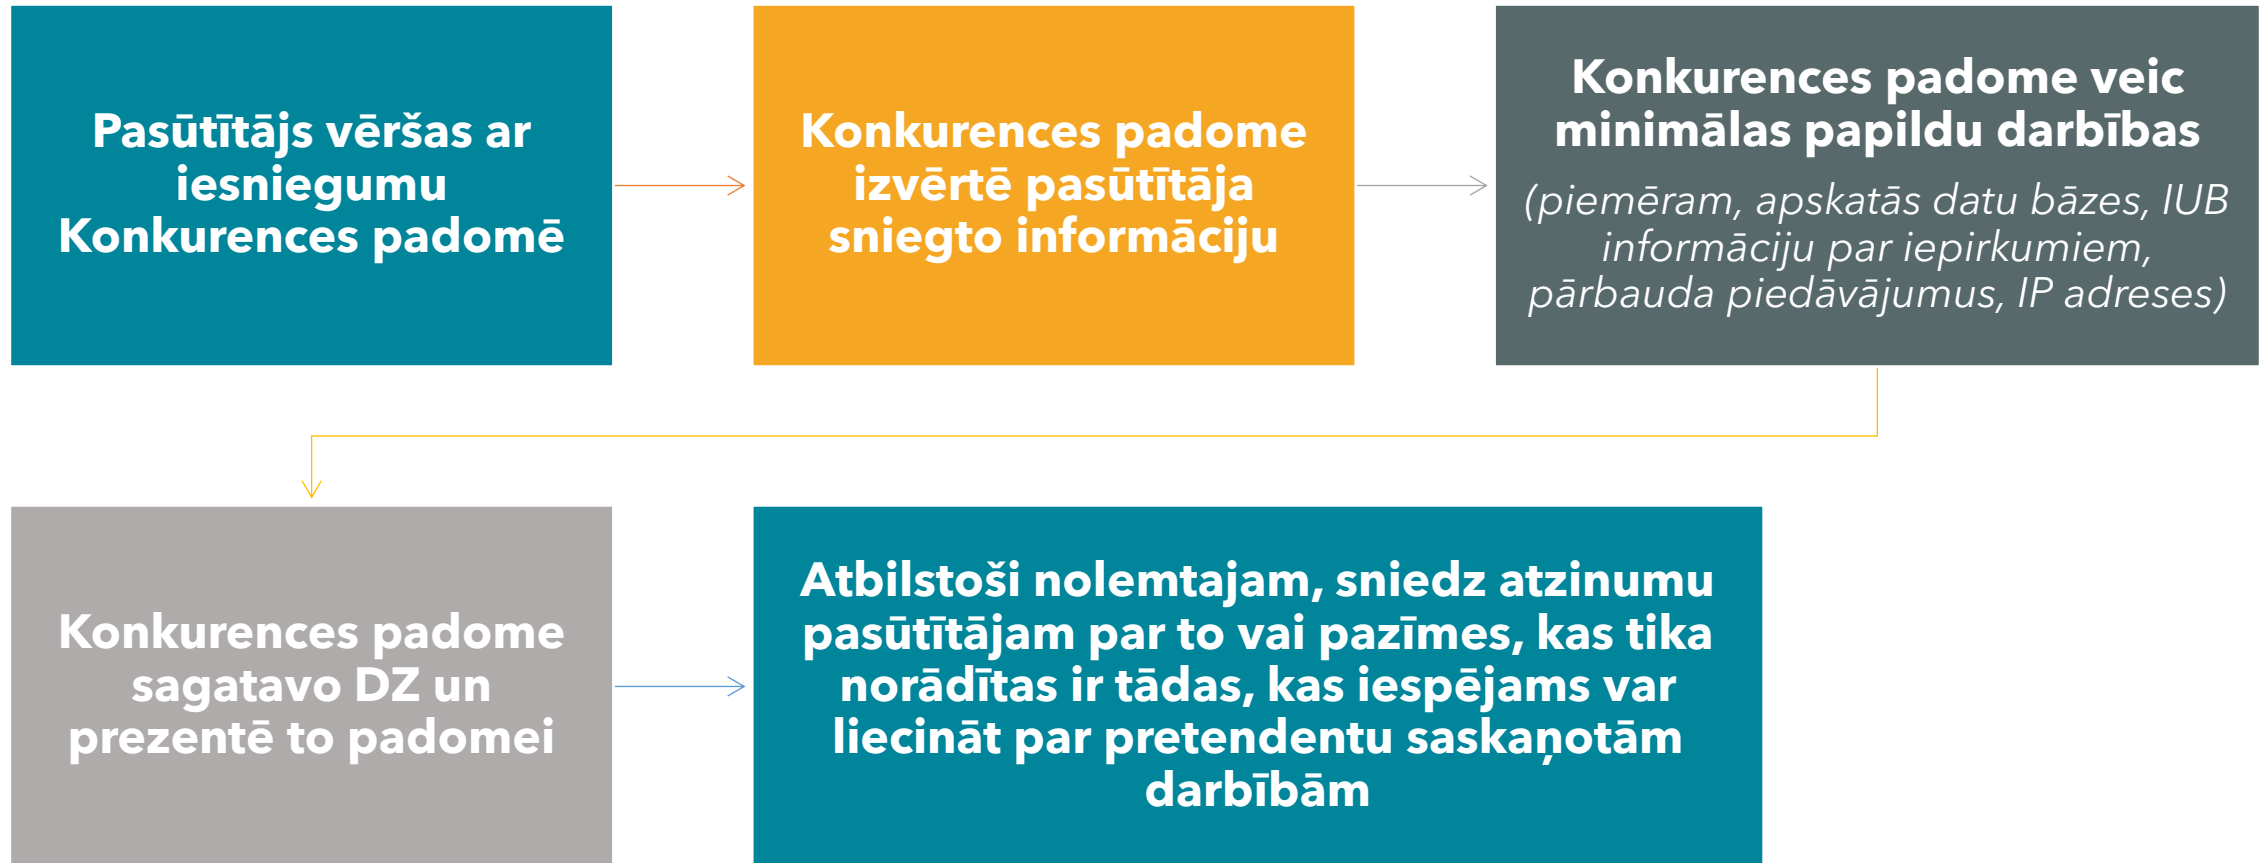 Pasūtītājs vēršas ar
iesniegumu
Konkurences padomē
Konkurences padome
izvērtē pasūtītāja
sniegto informāciju
Konkurences padome veic
minimālas papildu darbības
(piemēram, apskatās datu bāzes, IUB
informāciju par iepirkumiem,
pārbauda piedāvājumus, IP adreses)
Konkurences padome
sagatavo DZ un
prezentē to padomei
Atbilstoši nolemtajam, sniedz atzinumu
pasūtītājam par to vai pazīmes, kas tika
norādītas ir tādas, kas iespējams var
liecināt par pretendentu saskaņotām
darbībām